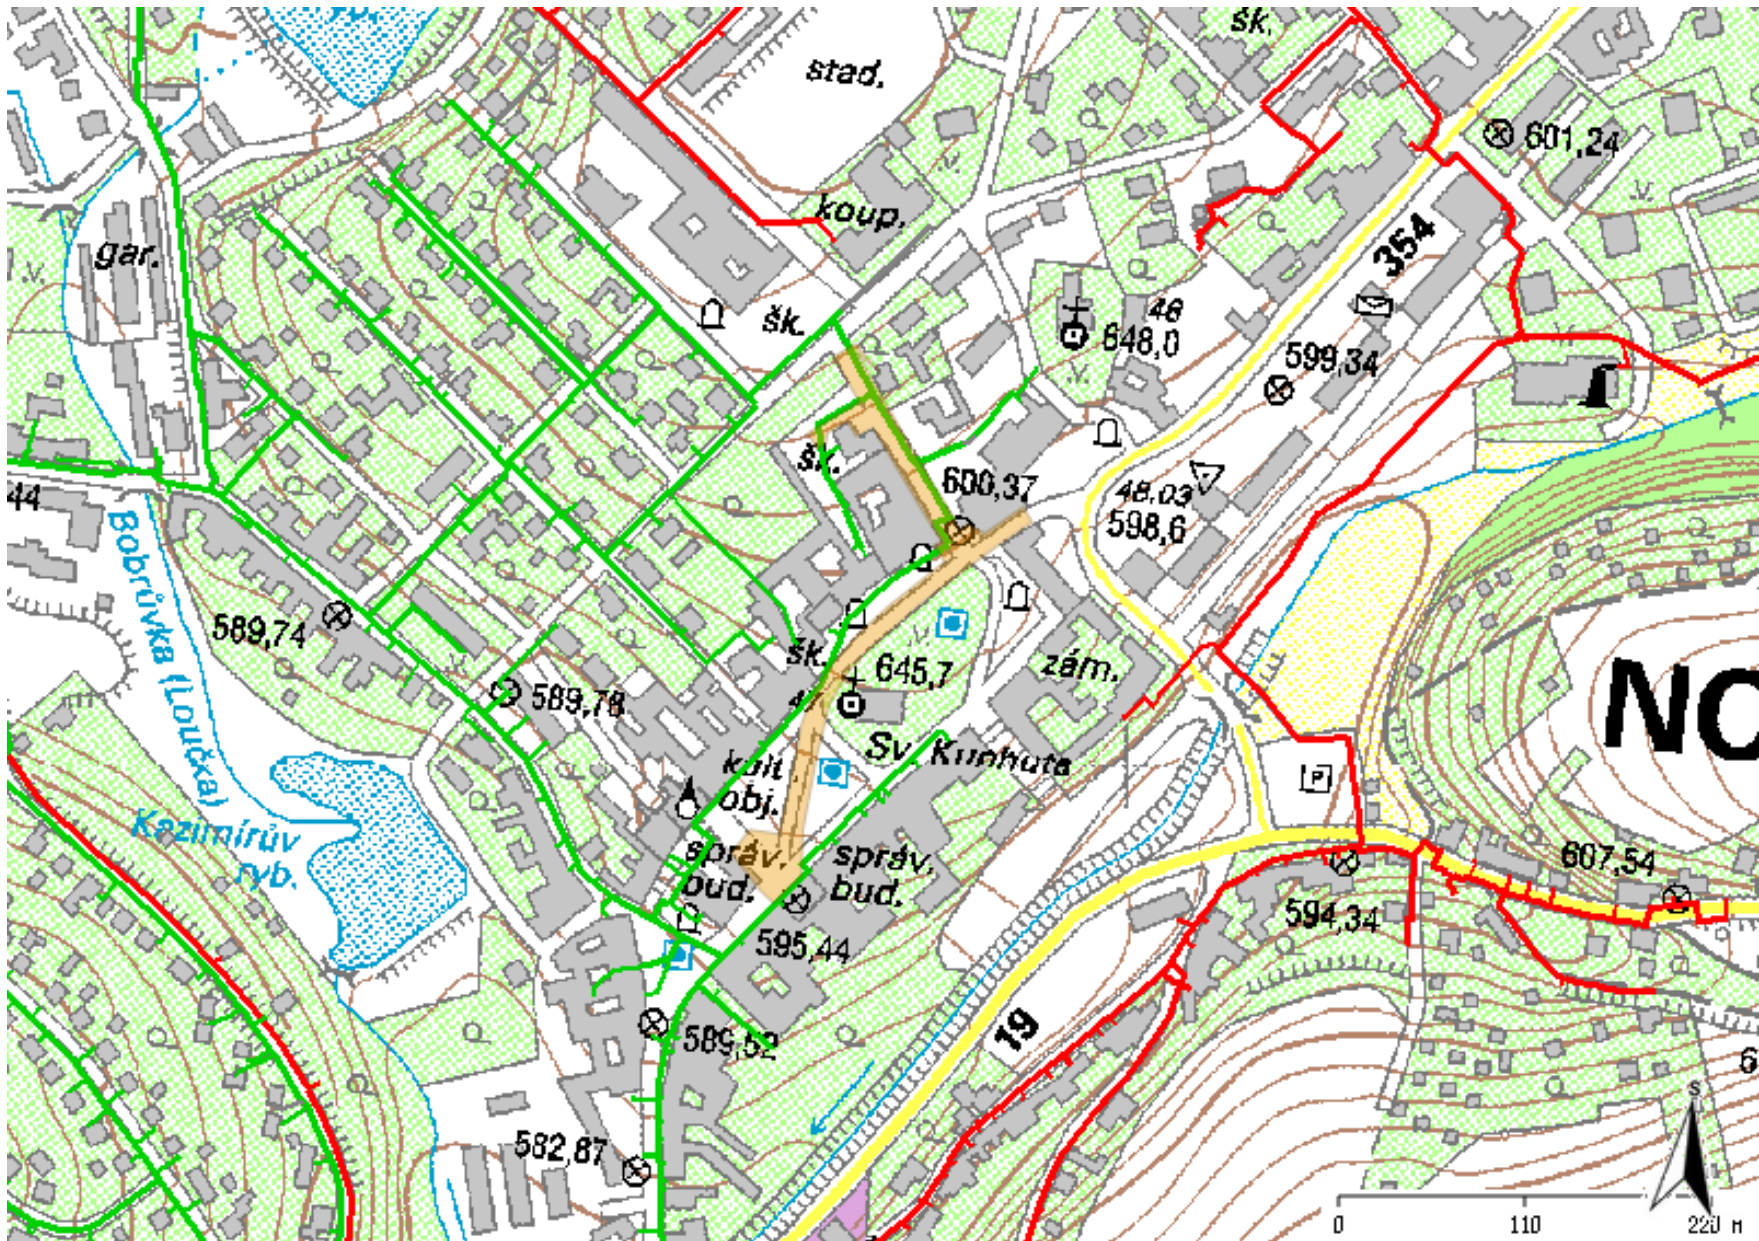 šk.
stad.
601,24
koup.
354
gar.
šk.
48
648,0
599,34
šk.
600,37
48.03
598,6
44
Bobrůvka (Loučka)
589,74
šk.
645,7
zám.
589,78
47
NO
Sv. Kunhuta
kult.
obj.
Kazimírův
ryb.
P
správ.
bud.
správ.
bud.
607,54
594,34
595,44
19
589,52
6
S
582,87
0
110
220 m